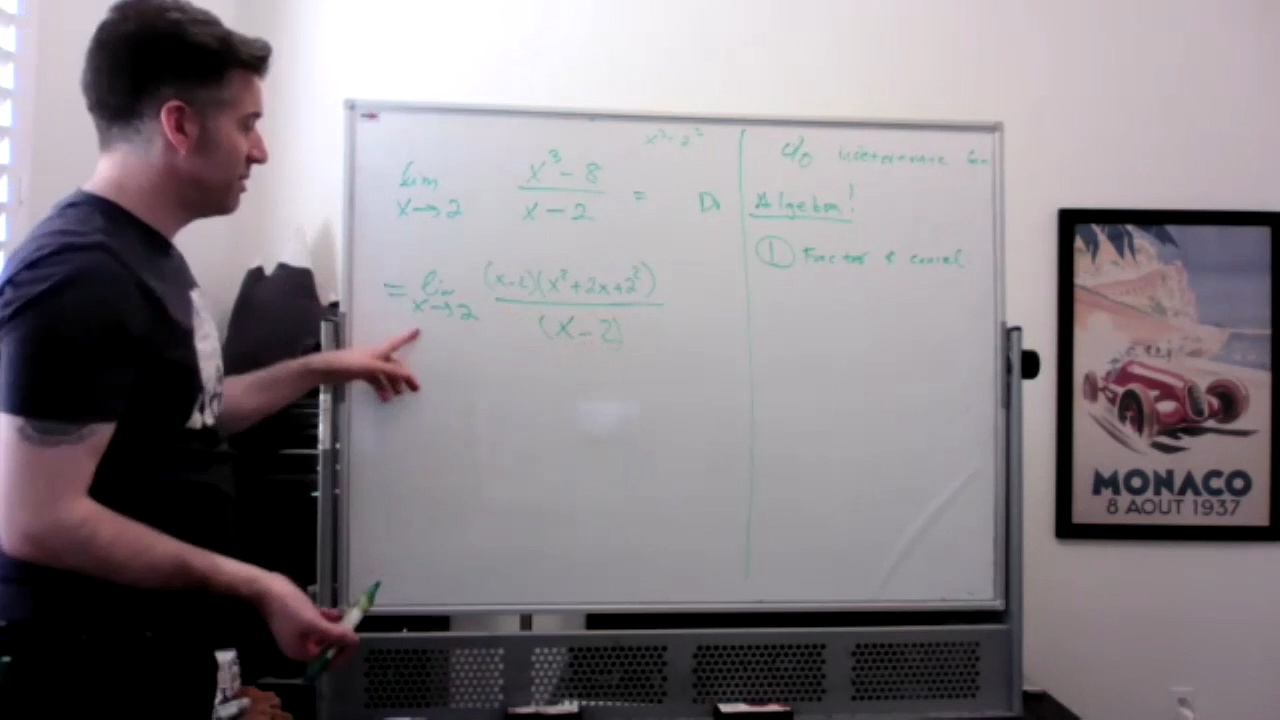 x³ - 2³
lim x→2 (x³ - 8)/(x - 2) =
= lim x→2 ((x-2)(x²+2x+2²))/(x-2)
0/0
Algebra!
① Factor & cancel
MONACO
8 AOUT 1937